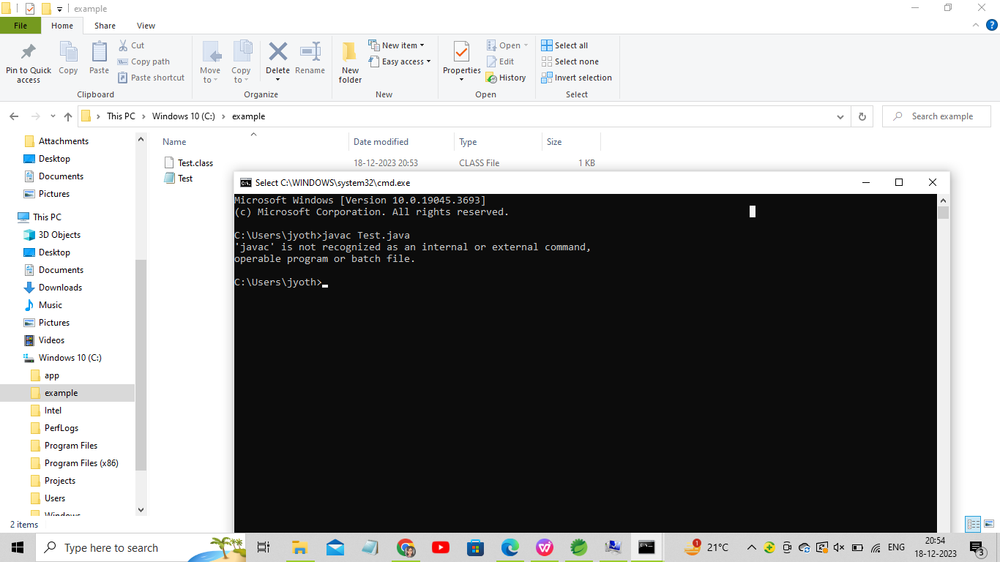 example
File Home Share View
Pin to Quick access
Copy
Paste
Cut
Copy path
Paste shortcut
Clipboard
Move to
Copy to
Delete
Rename
Organize
New folder
New item
Easy access
New
Properties
Open
Edit
History
Open
Select all
Select none
Invert selection
Select
This PC Windows 10 (C:) example
Search example
Attachments
Desktop
Documents
Pictures
This PC
3D Objects
Desktop
Documents
Downloads
Music
Pictures
Videos
Windows 10 (C:)
app
example
Intel
PerfLogs
Program Files
Program Files (x86)
Projects
Users
Windows
Name Date modified Type Size
Test.class 18-12-2023 20:53 CLASS File 1 KB
Test
Select C:\WINDOWS\system32\cmd.exe
Microsoft Windows [Version 10.0.19045.3693]
(c) Microsoft Corporation. All rights reserved.
C:\Users\jyoth>javac Test.java
'javac' is not recognized as an internal or external command,
operable program or batch file.
C:\Users\jyoth>
2 items
Type here to search
1
21°C
ENG
20:54
18-12-2023
3